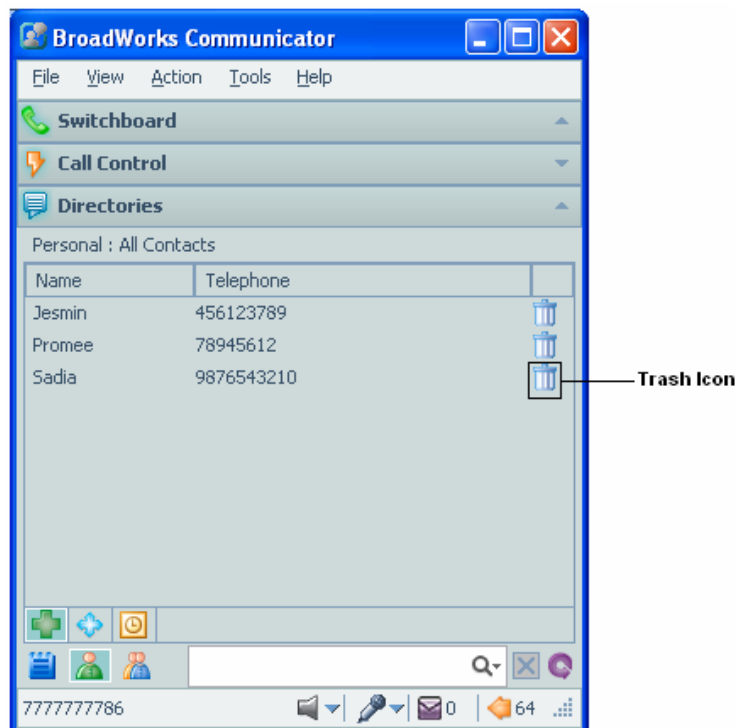 BroadWorks Communicator
File View Action Tools Help
Switchboard
Call Control
Directories
Personal : All Contacts
Name Telephone
Jesmin 456123789
Promee 78945612
Sadia 9876543210
Trash Icon
7777777786 0 64